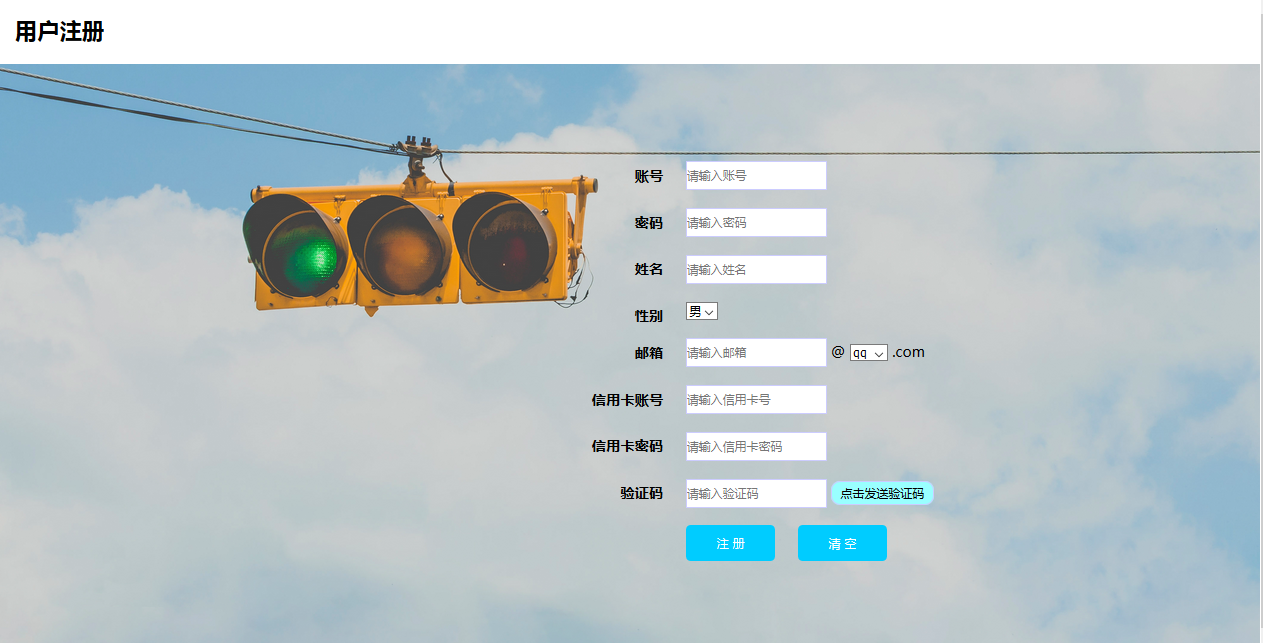 用户注册
账号 请输入账号
密码 请输入密码
姓名 请输入姓名
性别 男
邮箱 请输入邮箱 @ qq .com
信用卡账号 请输入信用卡号
信用卡密码 请输入信用卡密码
验证码 请输入验证码 点击发送验证码
注 册 清 空